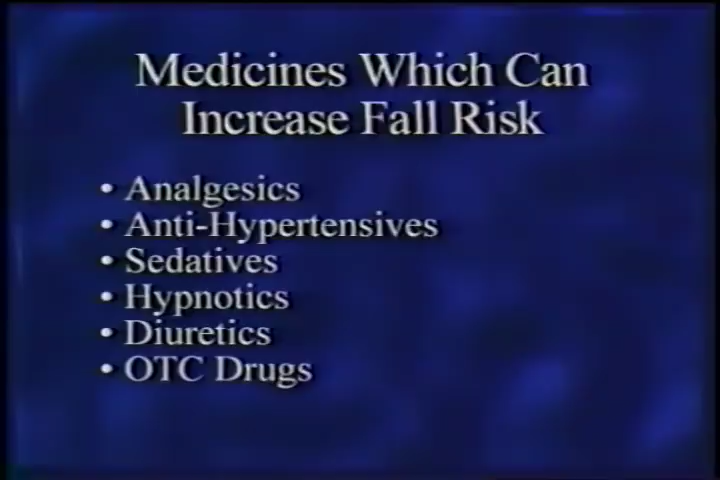 Medicines Which Can
Increase Fall Risk
• Analgesics
• Anti-Hypertensives
• Sedatives
• Hypnotics
• Diuretics
• OTC Drugs